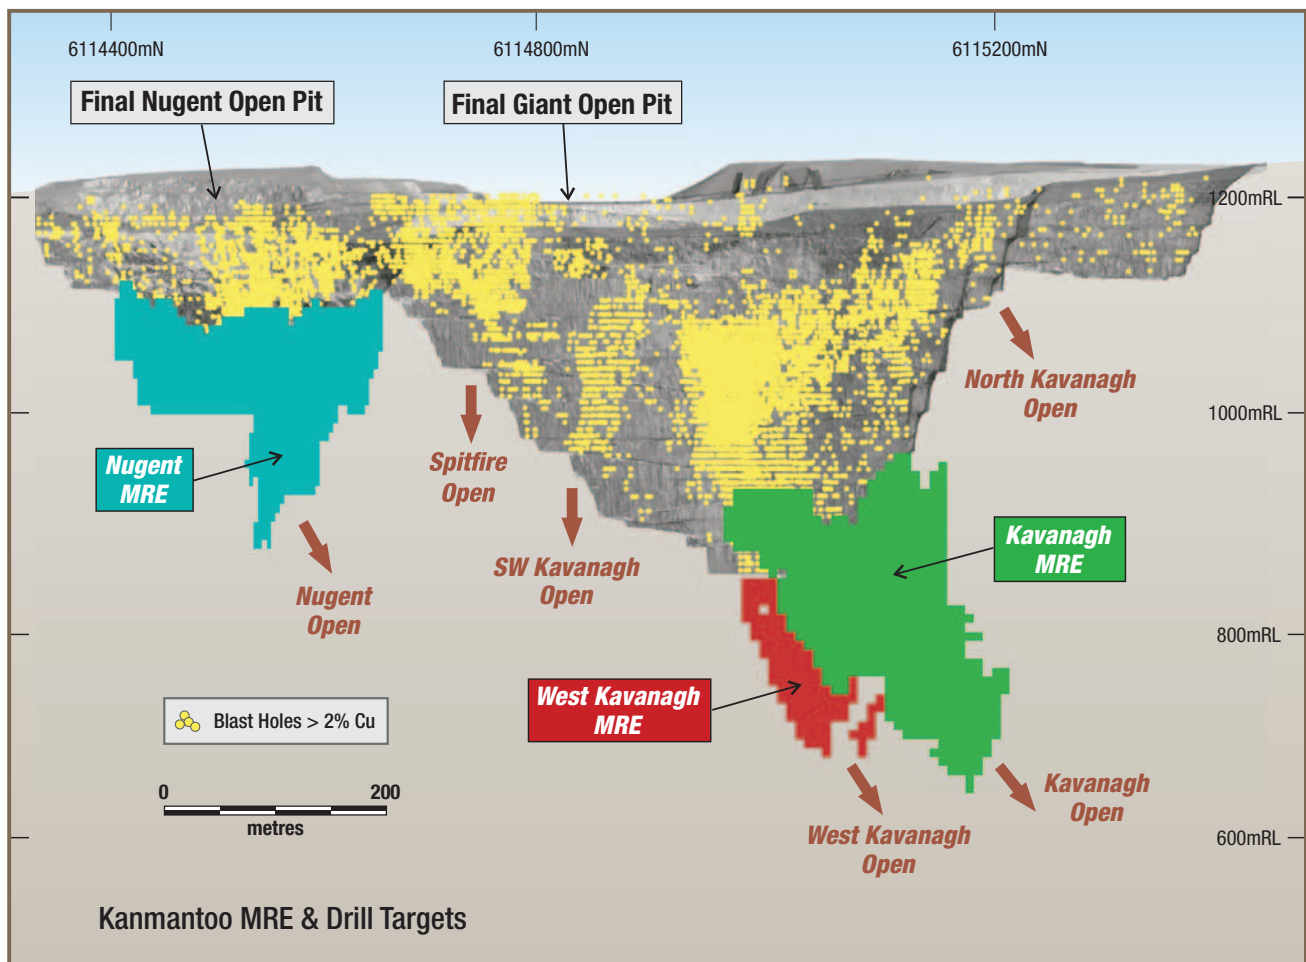 6114400mN
6114800mN
6115200mN
Final Nugent Open Pit
Final Giant Open Pit
1200mRL
North Kavanagh
Open
1000mRL
Nugent
MRE
Spitfire
Open
SW Kavanagh
Open
Kavanagh
MRE
Nugent
Open
800mRL
West Kavanagh
MRE
Blast Holes > 2% Cu
0
200
metres
Kavanagh
Open
West Kavanagh
Open
600mRL
Kanmantoo MRE & Drill Targets